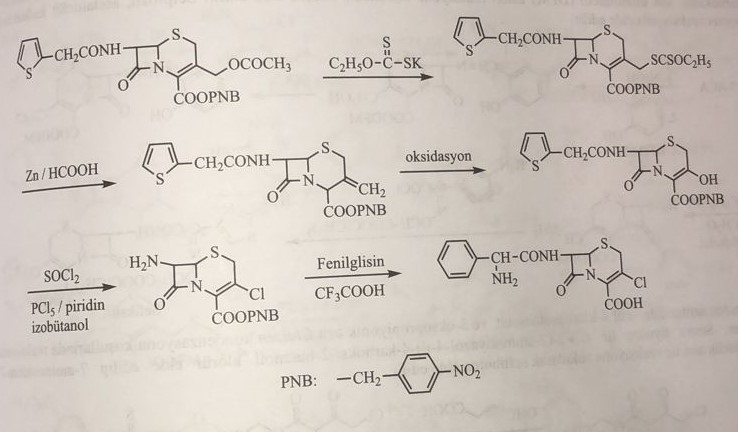 S CH₂CONH S N O OCOCH₃ COOPNB
S
C₂H₅O–C–SK
S CH₂CONH S N O SCSOC₂H₅ COOPNB
Zn / HCOOH
S CH₂CONH S N O CH₂ COOPNB
oksidasyon
S CH₂CONH S N O OH COOPNB
SOCl₂
PCl₅ / piridin
izobütanol
H₂N S N O Cl COOPNB
Fenilglisin
CF₃COOH
CH–CONH S NH₂ N O Cl COOH
PNB: –CH₂ NO₂